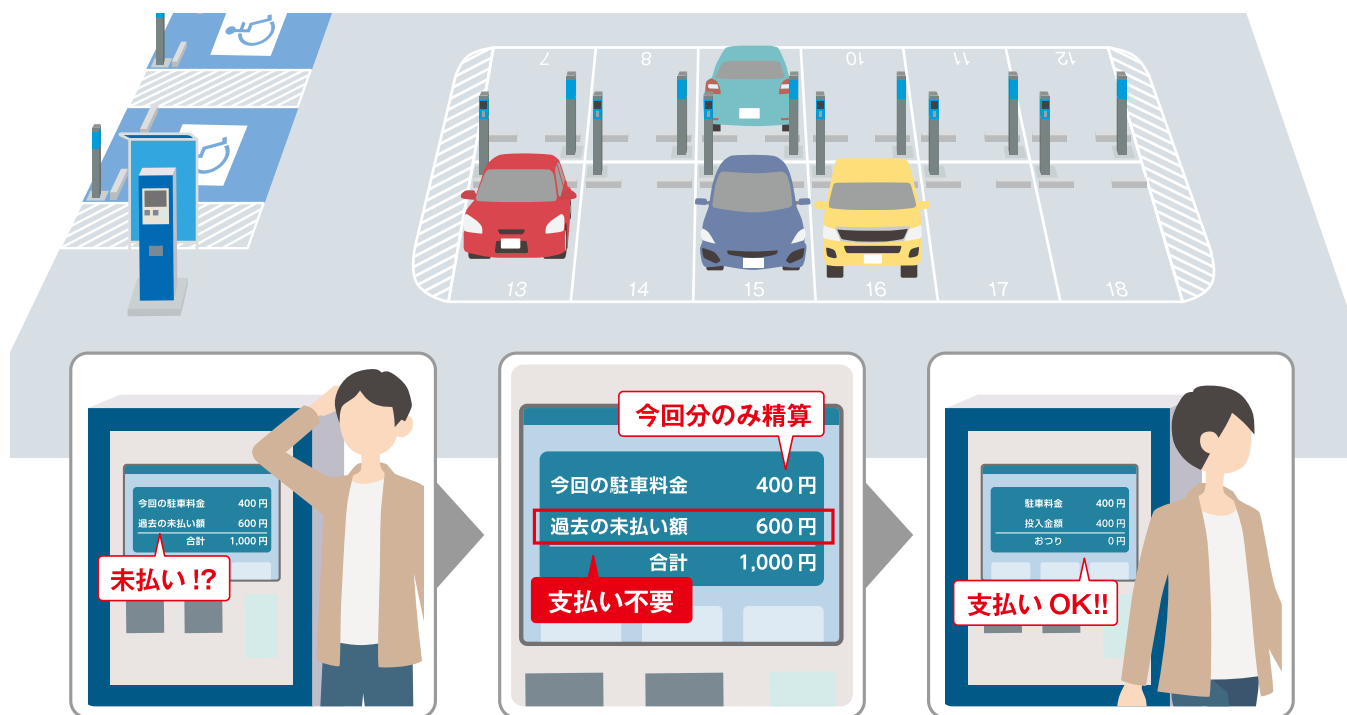 7
8
10
11
12
13
14
15
16
17
18
今回の駐車料金 400円
過去の未払い額 600円
合計 1,000円
未払い!?
今回分のみ精算
今回の駐車料金 400円
過去の未払い額 600円
合計 1,000円
支払い不要
駐車料金 400円
投入金額 400円
おつり 0円
支払いOK!!